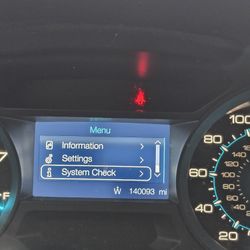 Menu
Information
Settings
System Check
140093 mi
100
80
60
40
20